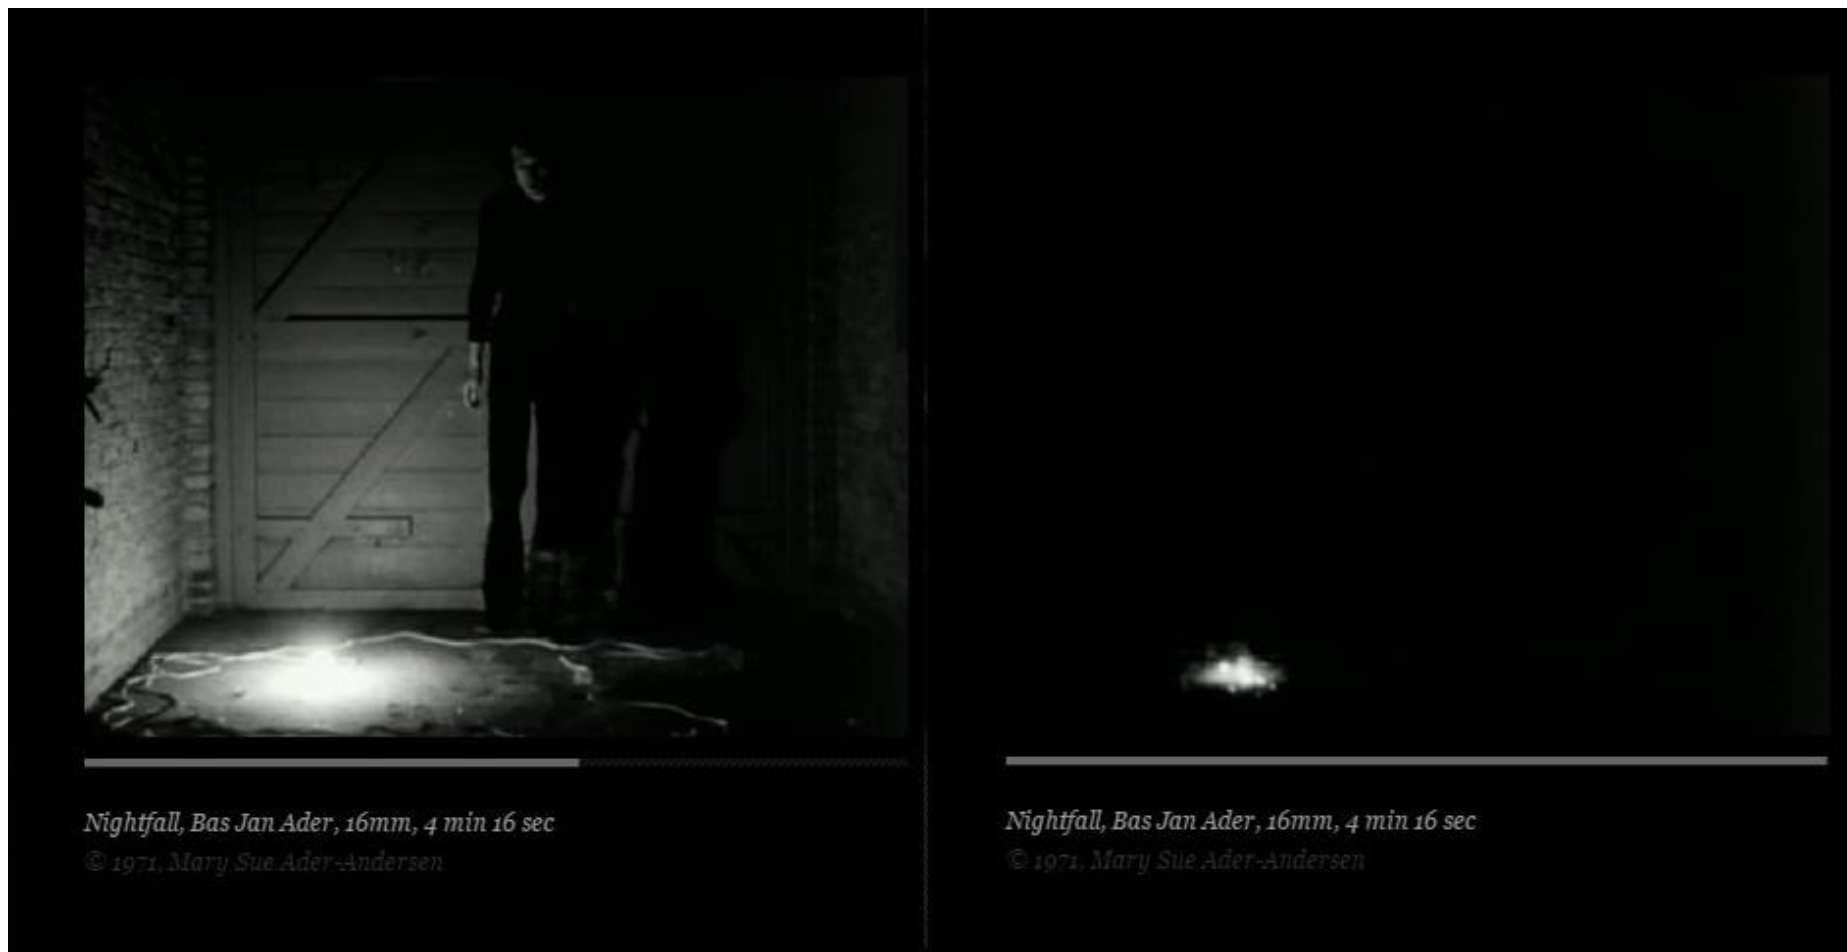 Nightfall, Bas Jan Ader, 16mm, 4 min 16 sec
© 1971, Mary Sue Ader-Andersen
Nightfall, Bas Jan Ader, 16mm, 4 min 16 sec
© 1971, Mary Sue Ader-Andersen